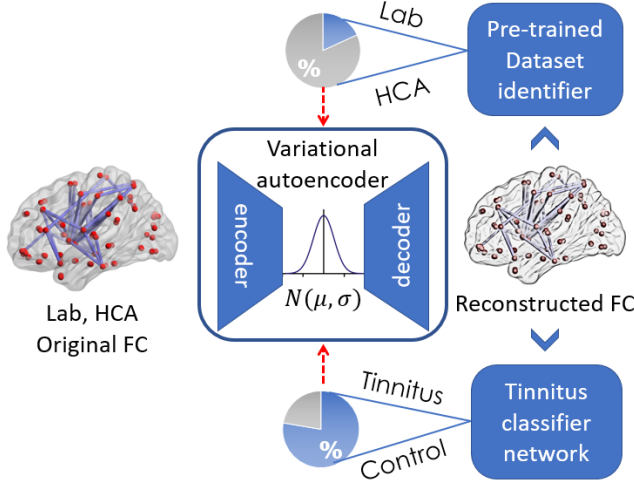 Lab
%
HCA
Pre-trained
Dataset
identifier
Variational
autoencoder
encoder
decoder
N(μ, σ)
Lab, HCA
Original FC
Reconstructed FC
Tinnitus
%
Control
Tinnitus
classifier
network